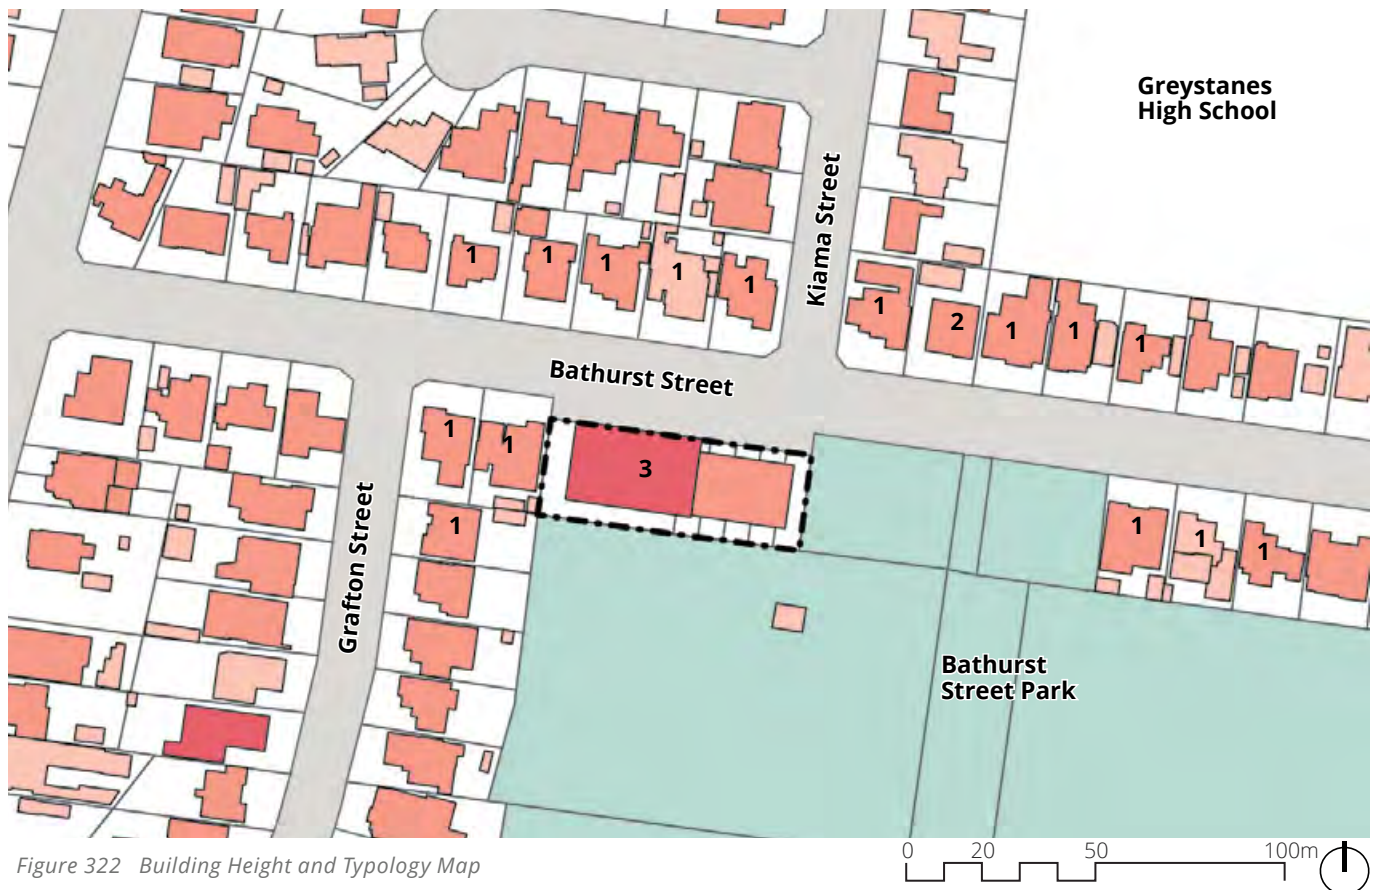 Greystanes
High School
Kiama Street
1
1
1
1
1
1
2
1
1
1
Bathurst Street
1
1
3
1
Grafton Street
1
1
1
Bathurst
Street Park
Figure 322 Building Height and Typology Map
0 20 50 100m